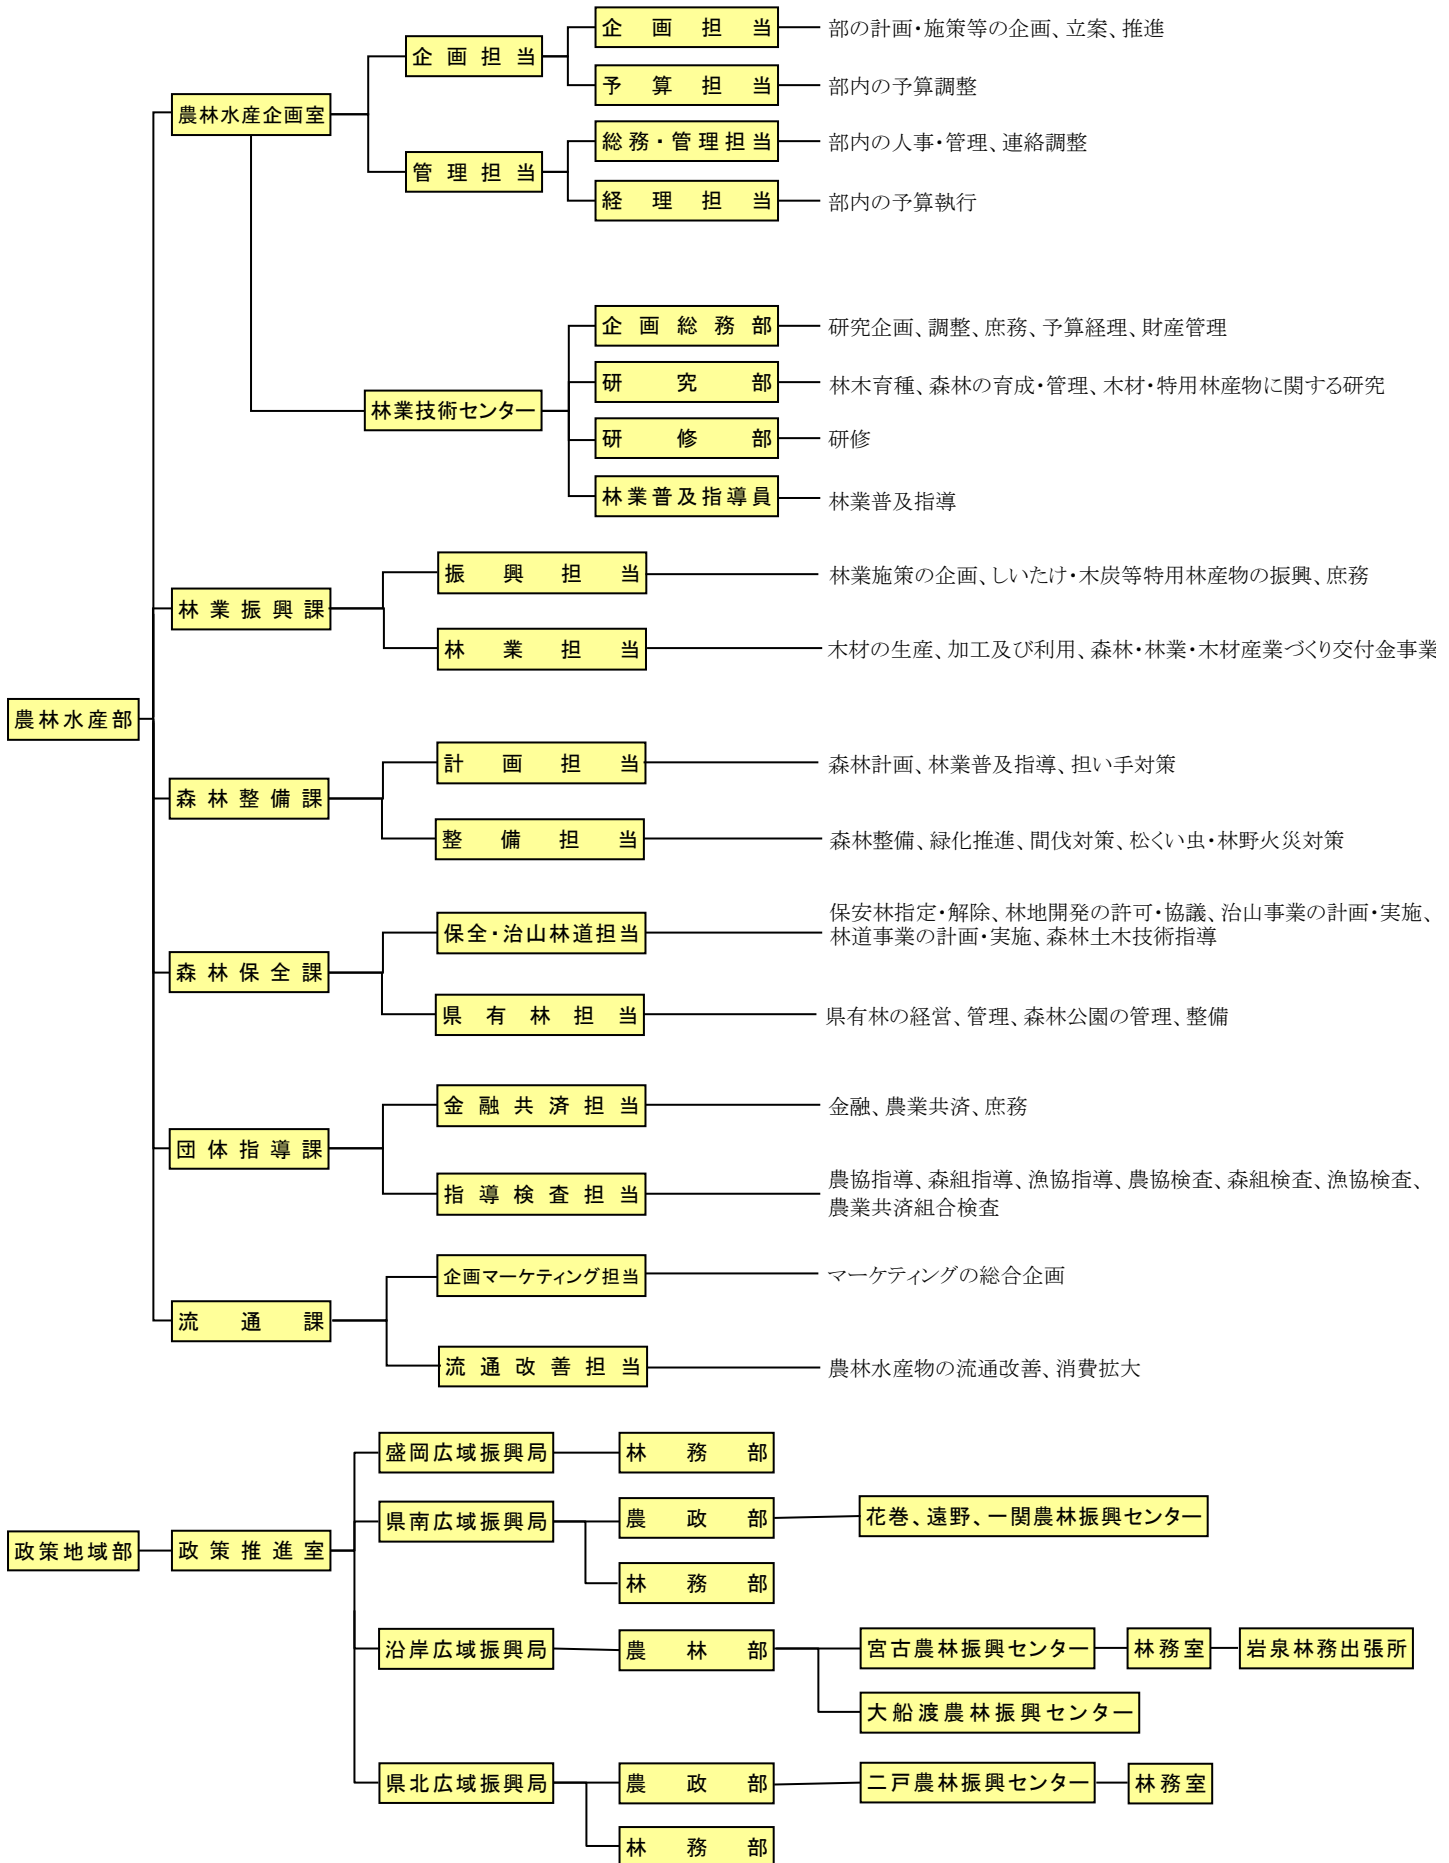 農林水産部
農林水産企画室
企画担当
企画担当
部の計画・施策等の企画、立案、推進
予算担当
部内の予算調整
管理担当
総務・管理担当
部内の人事・管理、連絡調整
経理担当
部内の予算執行
林業技術センター
企画総務部
研究企画、調整、庶務、予算経理、財産管理
研究部
林木育種、森林の育成・管理、木材・特用林産物に関する研究
研修部
研修
林業普及指導員
林業普及指導
林業振興課
振興担当
林業施策の企画、しいたけ・木炭等特用林産物の振興、庶務
林業担当
木材の生産、加工及び利用、森林・林業・木材産業づくり交付金事業
森林整備課
計画担当
森林計画、林業普及指導、担い手対策
整備担当
森林整備、緑化推進、間伐対策、松くい虫・林野火災対策
森林保全課
保全・治山林道担当
保安林指定・解除、林地開発の許可・協議、治山事業の計画・実施、
林道事業の計画・実施、森林土木技術指導
県有林担当
県有林の経営、管理、森林公園の管理、整備
団体指導課
金融共済担当
金融、農業共済、庶務
指導検査担当
農協指導、森組指導、漁協指導、農協検査、森組検査、漁協検査、
農業共済組合検査
流通課
企画マーケティング担当
マーケティングの総合企画
流通改善担当
農林水産物の流通改善、消費拡大
政策地域部
政策推進室
盛岡広域振興局
林務部
県南広域振興局
農政部
花巻、遠野、一関農林振興センター
林務部
沿岸広域振興局
農林部
宮古農林振興センター
林務室
岩泉林務出張所
大船渡農林振興センター
県北広域振興局
農政部
二戸農林振興センター
林務室
林務部